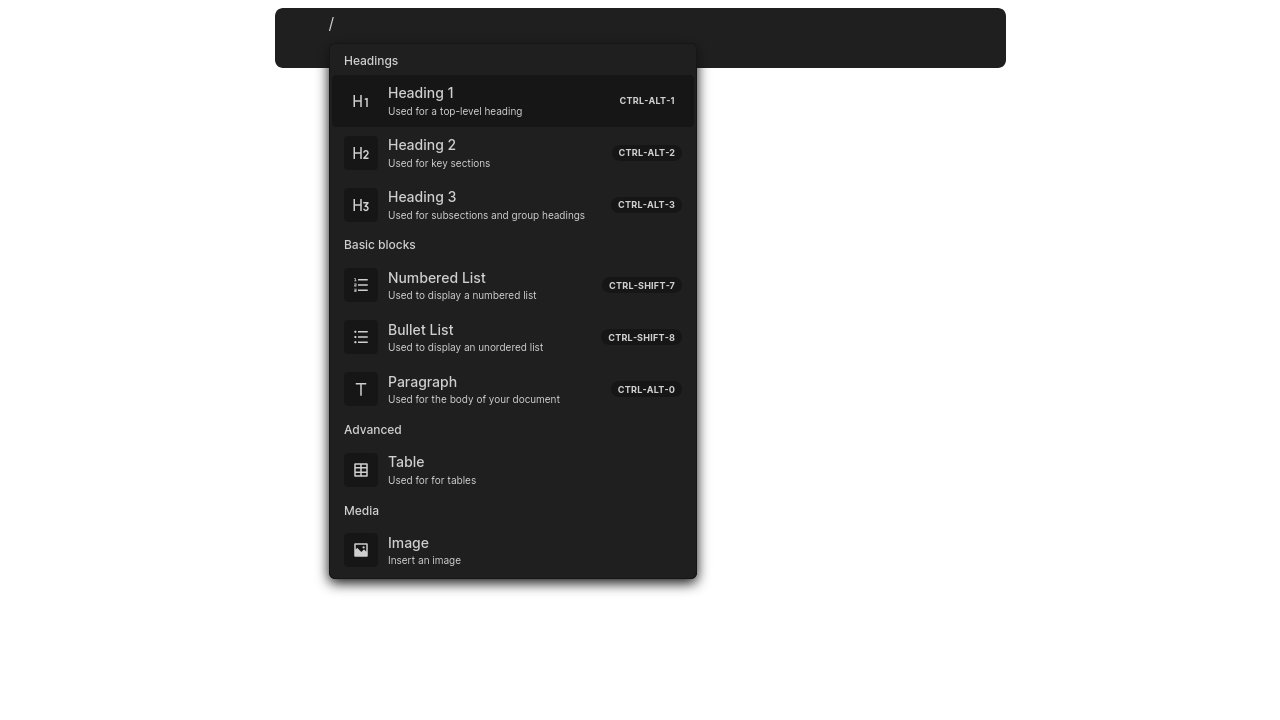 /
Headings
H1 Heading 1 CTRL-ALT-1
Used for a top-level heading
H2 Heading 2 CTRL-ALT-2
Used for key sections
H3 Heading 3 CTRL-ALT-3
Used for subsections and group headings
Basic blocks
Numbered List CTRL-SHIFT-7
Used to display a numbered list
Bullet List CTRL-SHIFT-8
Used to display an unordered list
T Paragraph CTRL-ALT-0
Used for the body of your document
Advanced
Table
Used for for tables
Media
Image
Insert an image